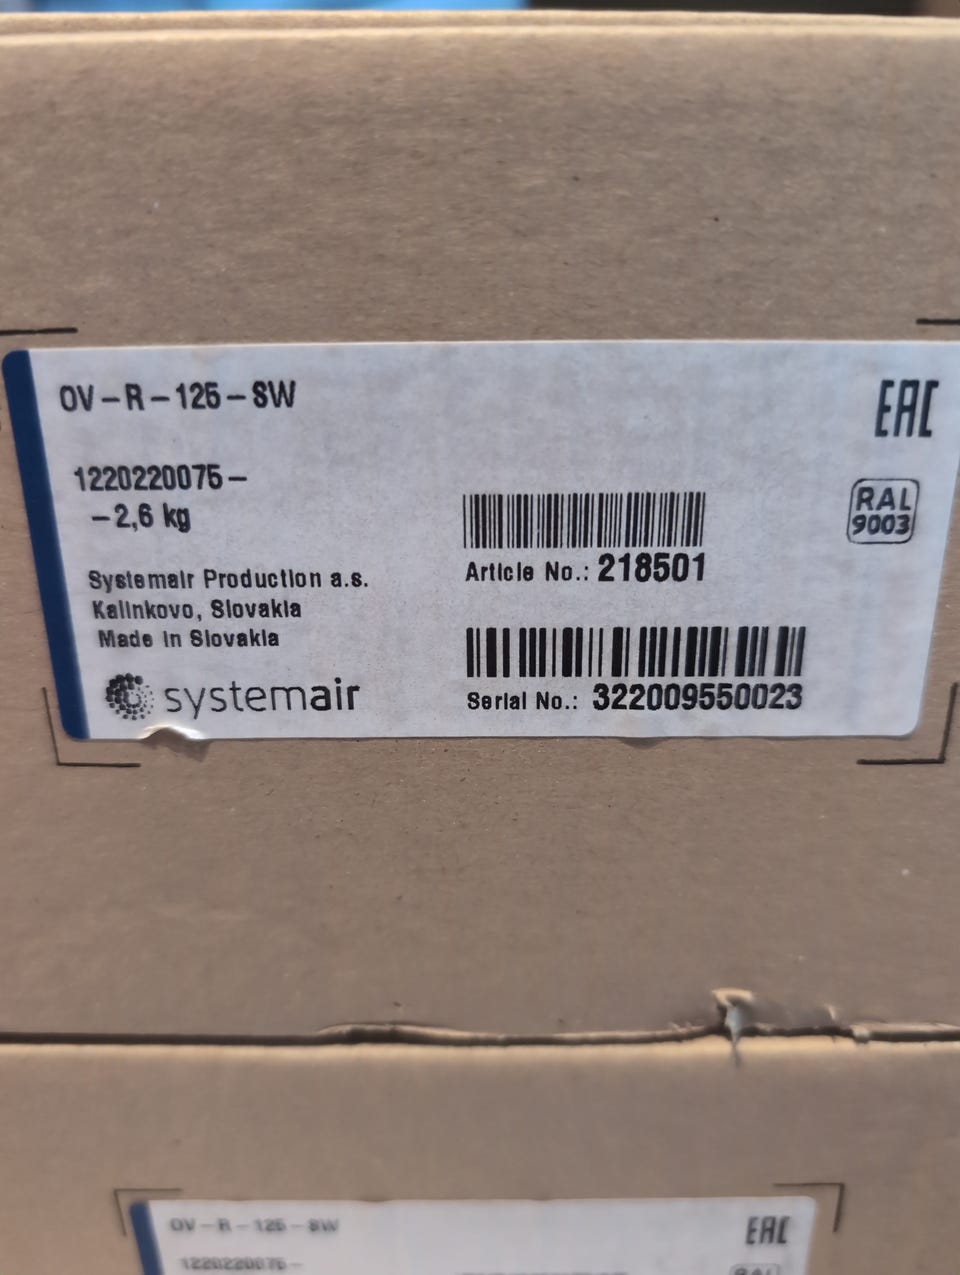 OV-R-125-SW
EAC
1220220075-
-2,6 kg
RAL
9003
Article No.: 218501
Systemair Production a.s.
Kalinkovo, Slovakia
Made in Slovakia
systemair
Serial No.: 322009550023
OV-R-125-SW
EAC
1220220075-
RAL